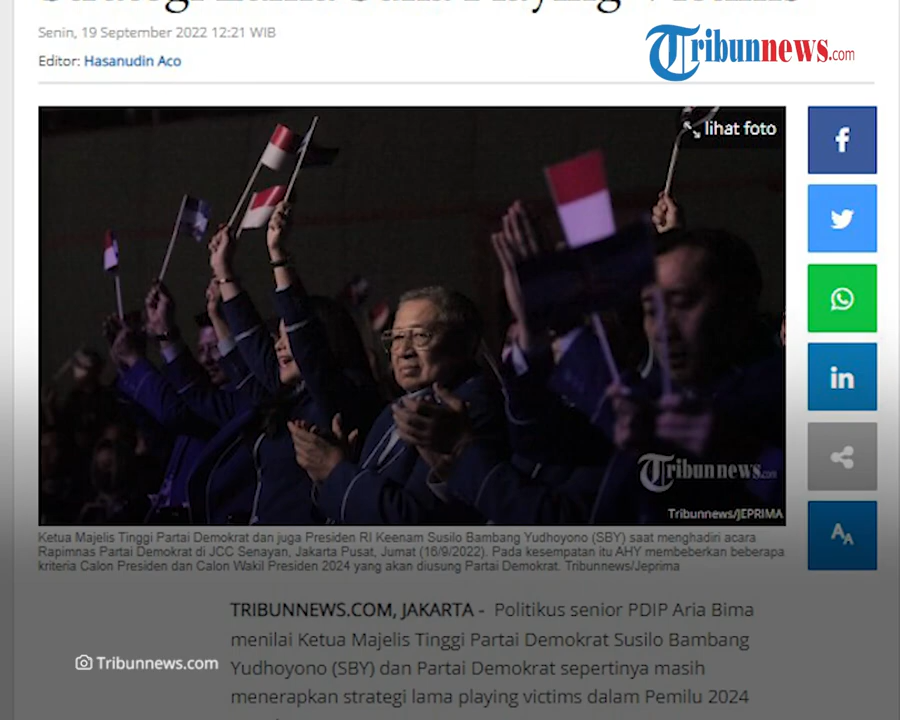 Senin, 19 September 2022 12:21 WIB
Tribunnews.com
Editor: Hasanudin Aco
lihat foto
Tribunnews.com
Tribunnews/JEPRIMA
Ketua Majelis Tinggi Partai Demokrat dan juga Presiden RI Keenam Susilo Bambang Yudhoyono (SBY) saat menghadiri acara
Rapimnas Partai Demokrat di JCC Senayan, Jakarta Pusat, Jumat (16/9/2022). Pada kesempatan itu AHY membeberkan beberapa
kriteria Calon Presiden dan Calon Wakil Presiden 2024 yang akan diusung Partai Demokrat. Tribunnews/Jeprima
TRIBUNNEWS.COM, JAKARTA - Politikus senior PDIP Aria Bima
menilai Ketua Majelis Tinggi Partai Demokrat Susilo Bambang
Yudhoyono (SBY) dan Partai Demokrat sepertinya masih
menerapkan strategi lama playing victims dalam Pemilu 2024
Tribunnews.com